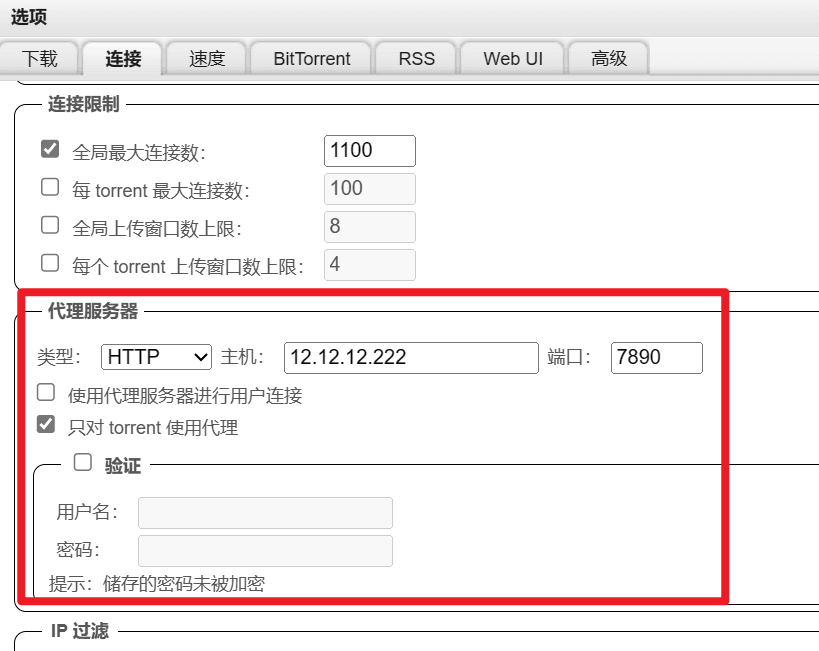 选项
下载 连接 速度 BitTorrent RSS Web UI 高级
连接限制
全局最大连接数: 1100
每 torrent 最大连接数: 100
全局上传窗口数上限: 8
每个 torrent 上传窗口数上限: 4
代理服务器
类型: HTTP 主机: 12.12.12.222 端口: 7890
使用代理服务器进行用户连接
只对 torrent 使用代理
验证
用户名:
密码:
提示：储存的密码未被加密
IP 过滤